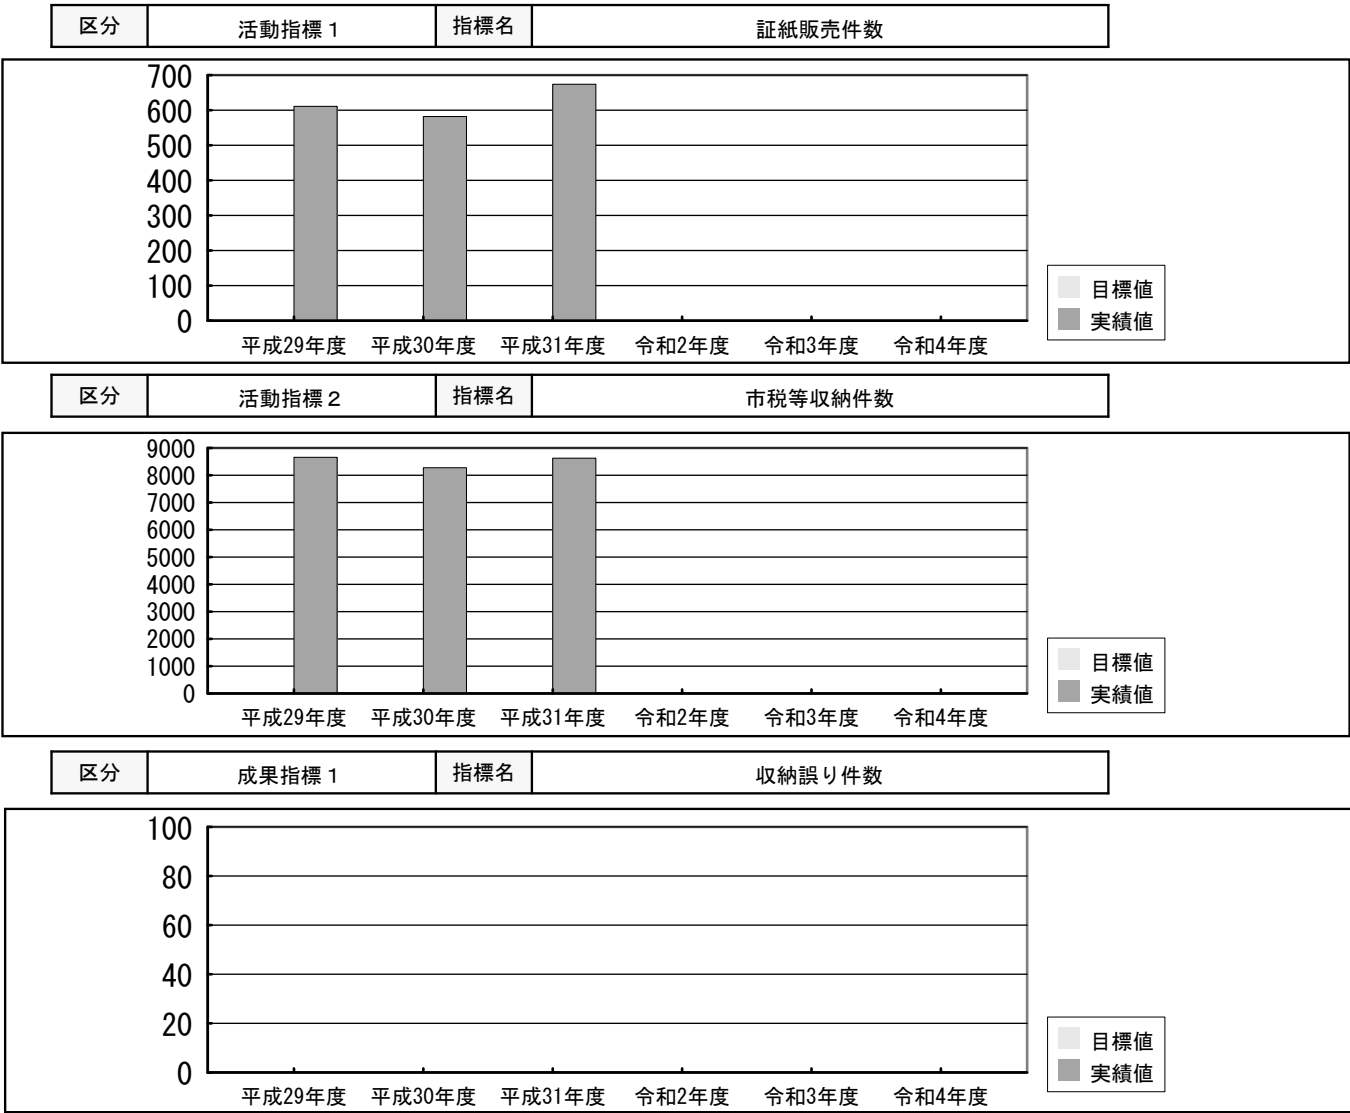 区分 活動指標１ 指標名 証紙販売件数
700
600
500
400
300
200
100
0
平成29年度 平成30年度 平成31年度 令和2年度 令和3年度 令和4年度
目標値
実績値
区分 活動指標２ 指標名 市税等収納件数
9000
8000
7000
6000
5000
4000
3000
2000
1000
0
平成29年度 平成30年度 平成31年度 令和2年度 令和3年度 令和4年度
目標値
実績値
区分 成果指標１ 指標名 収納誤り件数
100
80
60
40
20
0
平成29年度 平成30年度 平成31年度 令和2年度 令和3年度 令和4年度
目標値
実績値